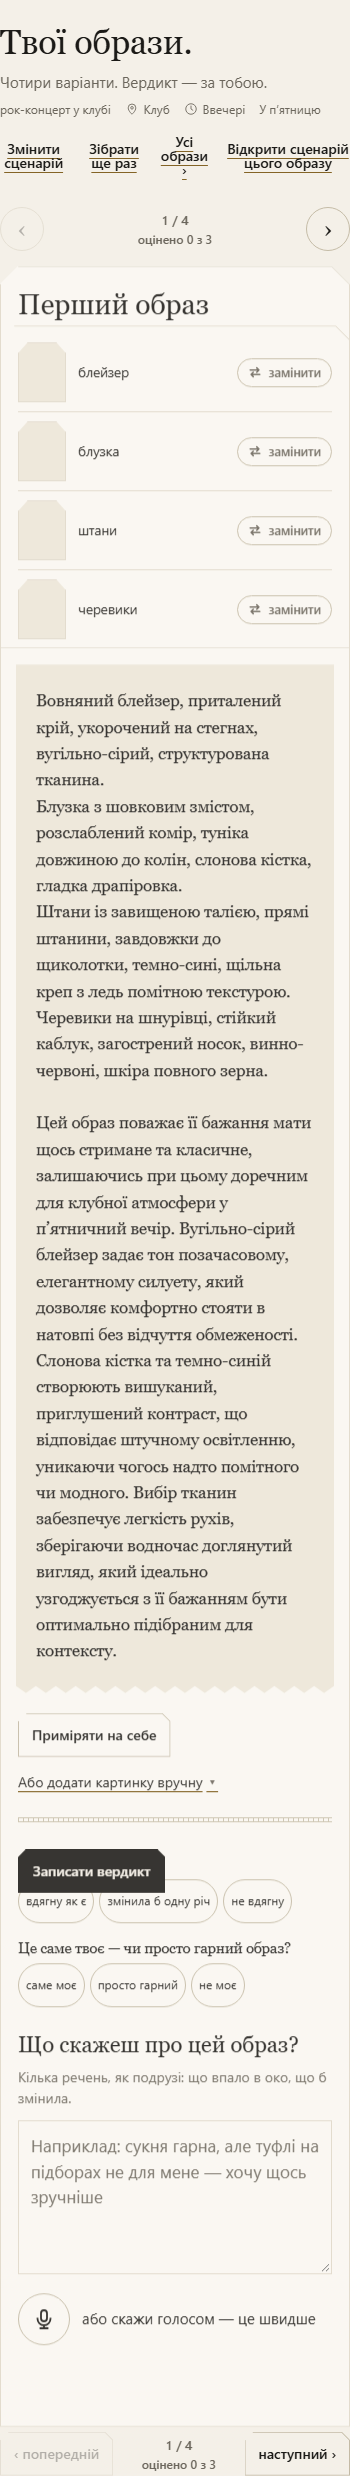 Твої образи.
Чотири варіанти. Вердикт — за тобою.
рок-концерт у клубі Клуб Ввечері У п'ятницю
Змінити сценарій
Зібрати ще раз
Усі образи ›
Відкрити сценарій цього образу
‹
1 / 4
оцінено 0 з 3
›
Перший образ
блейзер
замінити
блузка
замінити
штани
замінити
черевики
замінити
Вовняний блейзер, приталений
крій, укорочений на стегнах,
вугільно-сірий, структурована
тканина.
Блузка з шовковим змістом,
розслаблений комір, туніка
довжиною до колін, слонова кістка,
гладка драпіровка.
Штани із завищеною талією, прямі
штанини, завдовжки до
щиколотки, темно-сині, щільна
креп з ледь помітною текстурою.
Черевики на шнурівці, стійкий
каблук, загострений носок, винно-
червоні, шкіра повного зерна.
Цей образ поважає її бажання мати
щось стримане та класичне,
залишаючись при цьому доречним
для клубної атмосфери у
п'ятничний вечір. Вугільно-сірий
блейзер задає тон позачасовому,
елегантному силуету, який
дозволяє комфортно стояти в
натовпі без відчуття обмеженості.
Слонова кістка та темно-синій
створюють вишуканий,
приглушений контраст, що
відповідає штучному освітленню,
уникаючи чогось надто помітного
чи модного. Вибір тканин
забезпечує легкість рухів,
зберігаючи водночас доглянутий
вигляд, який ідеально
узгоджується з її бажанням бути
оптимально підібраним для
контексту.
Приміряти на себе
Або додати картинку вручну ▾
Записати вердикт
вдягну як є
змінила б одну річ
не вдягну
Це саме твоє — чи просто гарний образ?
саме моє
просто гарний
не моє
Що скажеш про цей образ?
Кілька речень, як подрузі: що впало в око, що б
змінила.
Наприклад: сукня гарна, але туфлі на
підборах не для мене — хочу щось
зручніше
або скажи голосом — це швидше
‹ попередній
1 / 4
оцінено 0 з 3
наступний ›